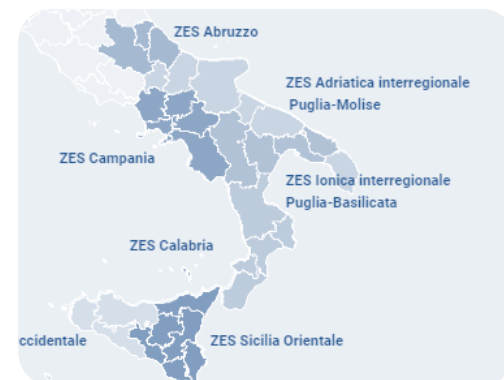 ZES Abruzzo
ZES Adriatica interregionale
Puglia-Molise
ZES Campania
ZES Ionica interregionale
Puglia-Basilicata
ZES Calabria
ccidentale
ZES Sicilia Orientale